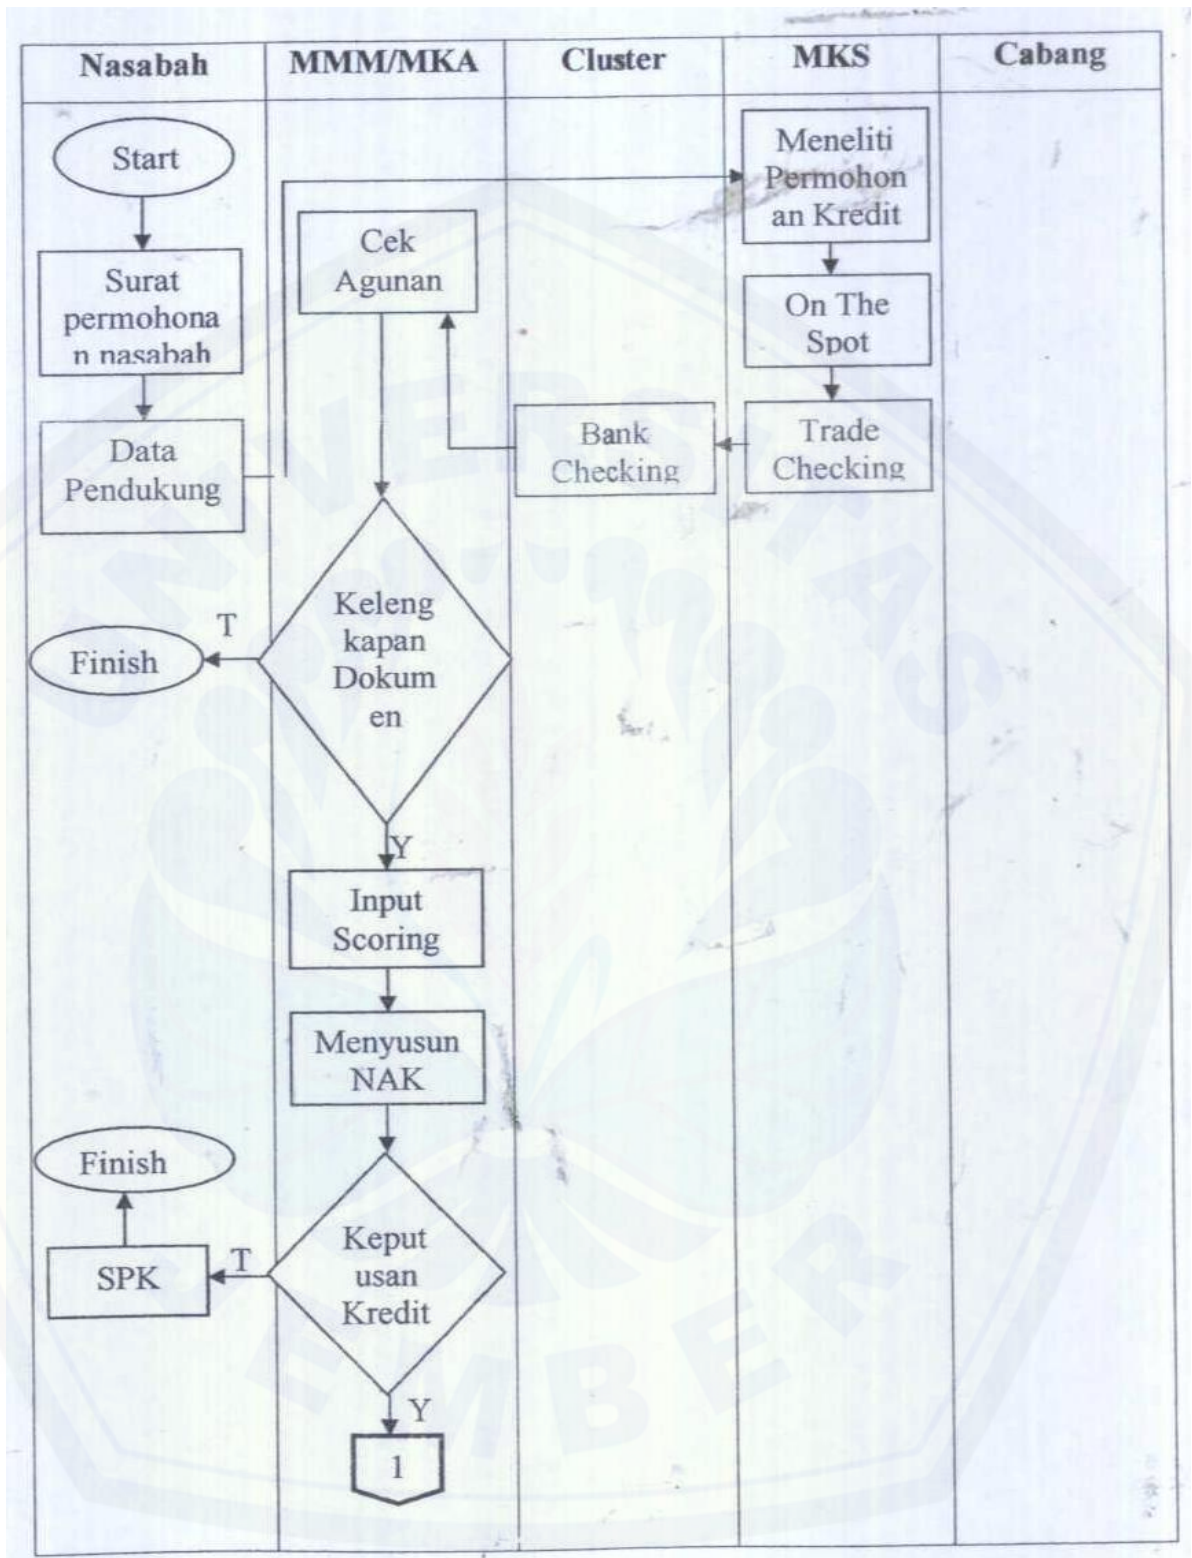 Nasabah
MMM/MKA
Cluster
MKS
Cabang
Start
Surat
permohona
n nasabah
Data
Pendukung
Meneliti
Permohon
an Kredit
On The
Spot
Trade
Checking
Bank
Checking
Cek
Agunan
Keleng
kapan
Dokum
en
T
Finish
Y
Input
Scoring
Menyusun
NAK
Keput
usan
Kredit
T
SPK
Finish
Y
1
UNIVERSITAS
JEMBER